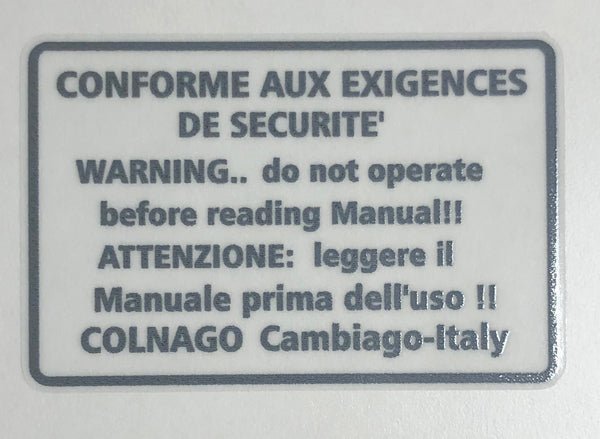 CONFORME AUX EXIGENCES
DE SECURITE'
WARNING.. do not operate
before reading Manual!!
ATTENZIONE: leggere il
Manuale prima dell'uso !!
COLNAGO Cambiago-Italy